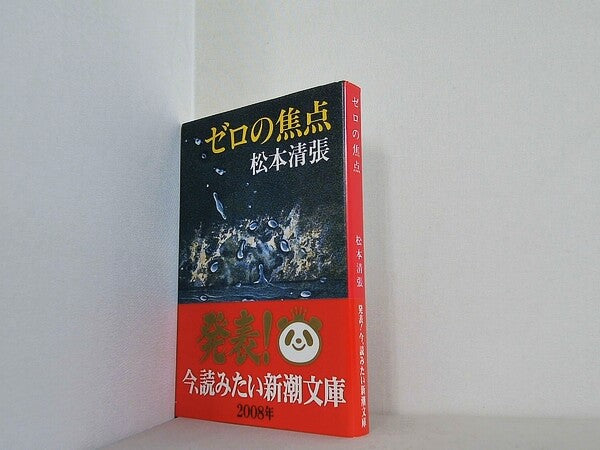 ゼロの焦点
松本清張
発表!
今、読みたい新潮文庫
2008年
ゼロの焦点
松本清張
発表!今、読みたい新潮文庫